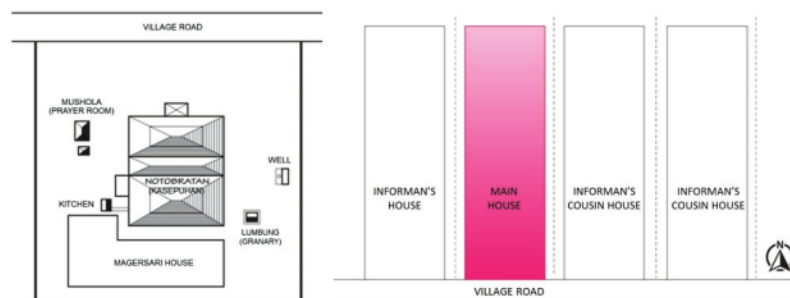 VILLAGE ROAD
MUSHOLA
(PRAYER ROOM)
WELL
NOTOBRATAN
(KASEPUHAN)
KITCHEN
LUMBUNG
(GRANARY)
MAGERSARI HOUSE
INFORMAN'S
HOUSE
MAIN
HOUSE
INFORMAN'S
COUSIN HOUSE
INFORMAN'S
COUSIN HOUSE
N
VILLAGE ROAD